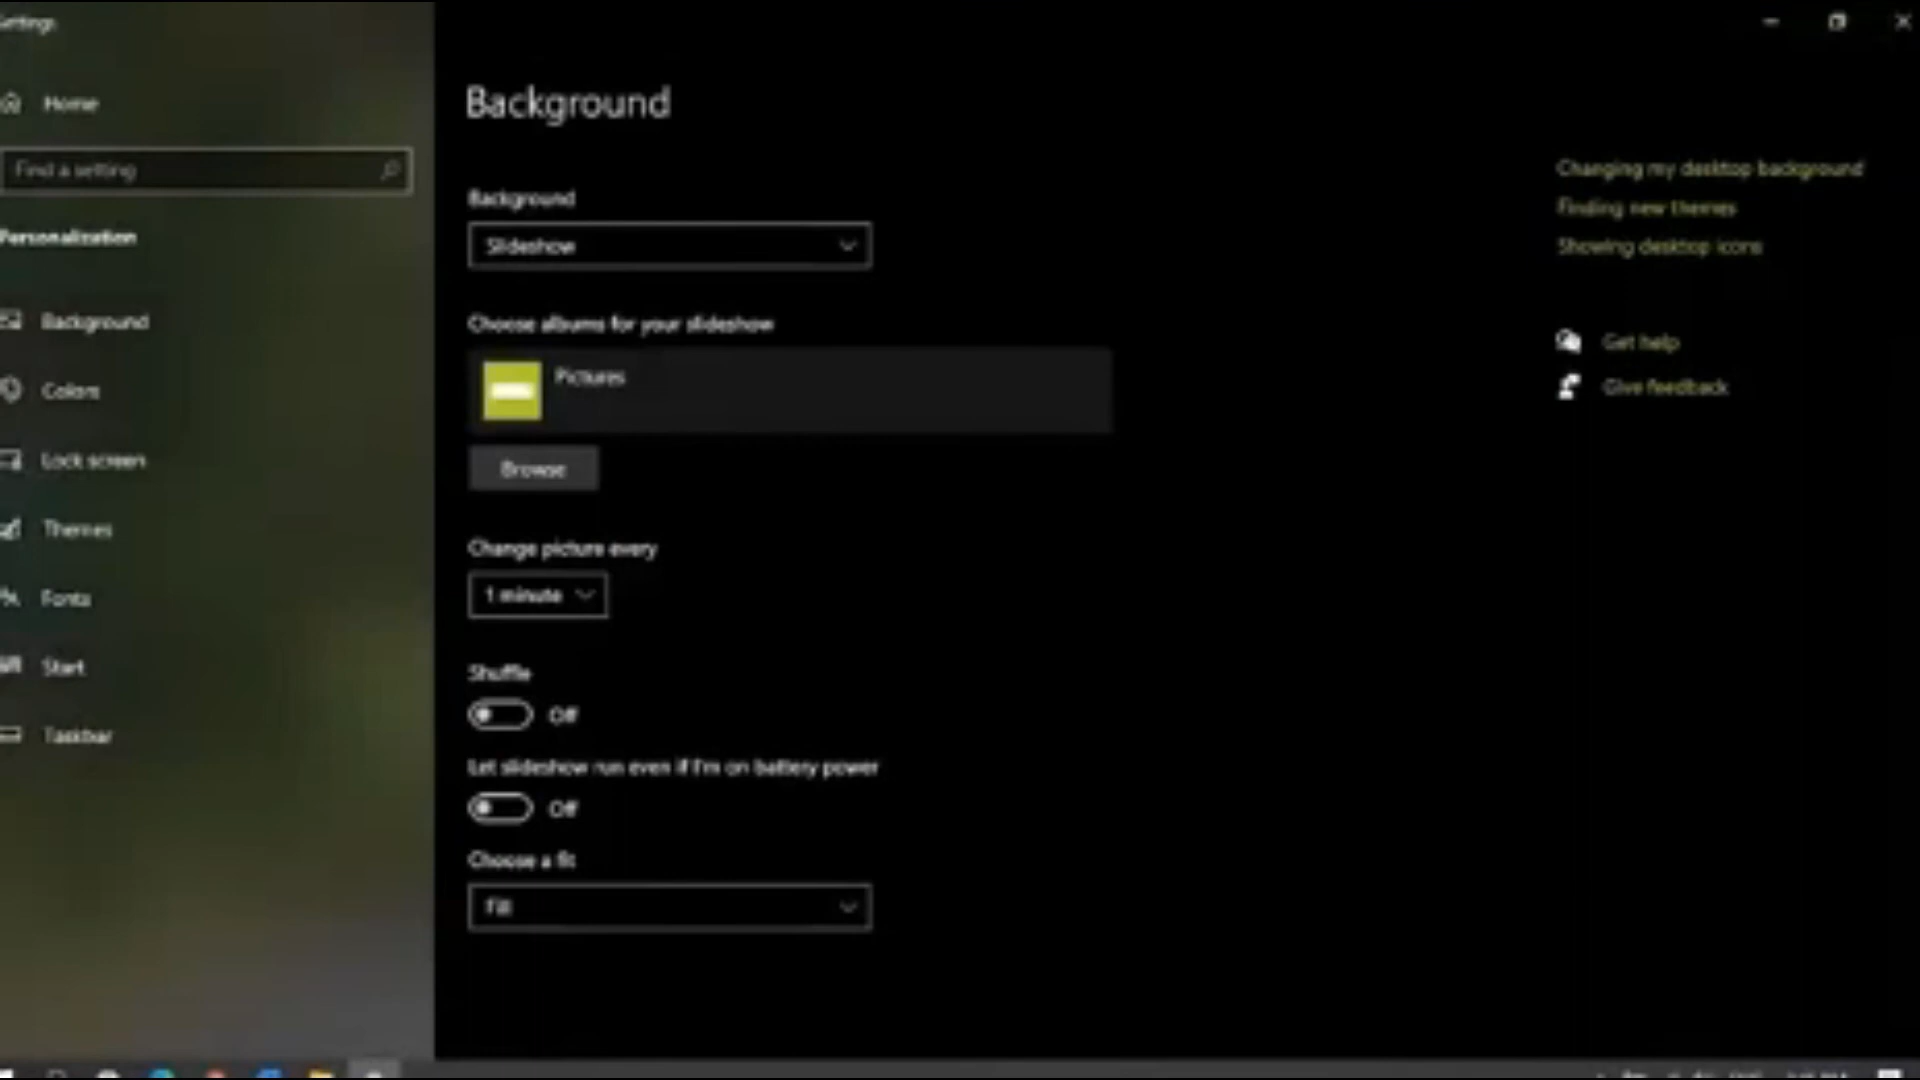 Settings
Home
Find a setting
Personalization
Background
Colors
Lock screen
Themes
Fonts
Start
Taskbar
Background
Background
Slideshow
Choose albums for your slideshow
Pictures
Browse
Change picture every
1 minute
Shuffle
Off
Let slideshow run even if I'm on battery power
Off
Choose a fit
Fill
Changing my desktop background
Finding new themes
Showing desktop icons
Get help
Give feedback